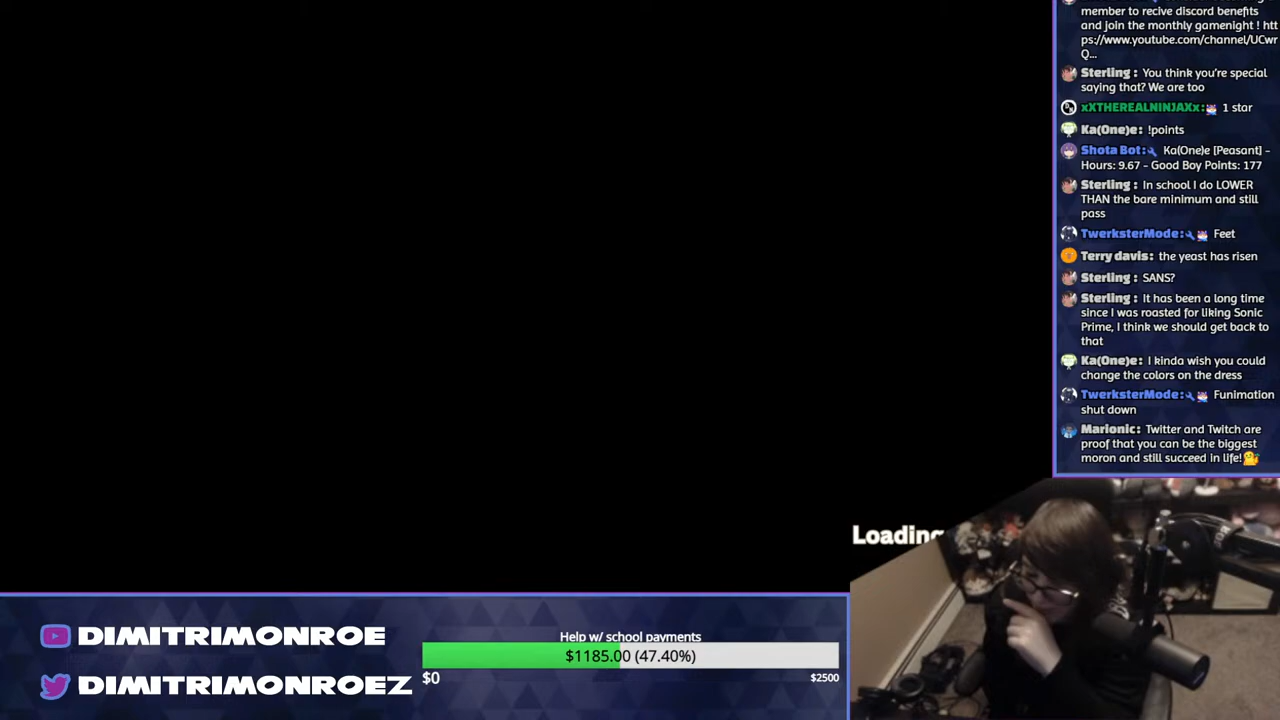 member to recive discord benefits
and join the monthly gamenight ! htt
ps://www.youtube.com/channel/UCwr
Q...
Sterling : You think you're special
saying that? We are too
xXTHEREALNINJAXx: 1 star
Ka(One)e: !points
Shota Bot: Ka(One)e [Peasant] -
Hours: 9.67 - Good Boy Points: 177
Sterling : In school I do LOWER
THAN the bare minimum and still
pass
TwerksterMode: Feet
Terry davis: the yeast has risen
Sterling : SANS?
Sterling : It has been a long time
since I was roasted for liking Sonic
Prime, I think we should get back to
that
Ka(One)e: I kinda wish you could
change the colors on the dress
TwerksterMode: Funimation
shut down
Marionic: Twitter and Twitch are
proof that you can be the biggest
moron and still succeed in life!
Loading
DIMITRIMONROE
DIMITRIMONROEZ
Help w/ school payments
$1185.00 (47.40%)
$0
$2500